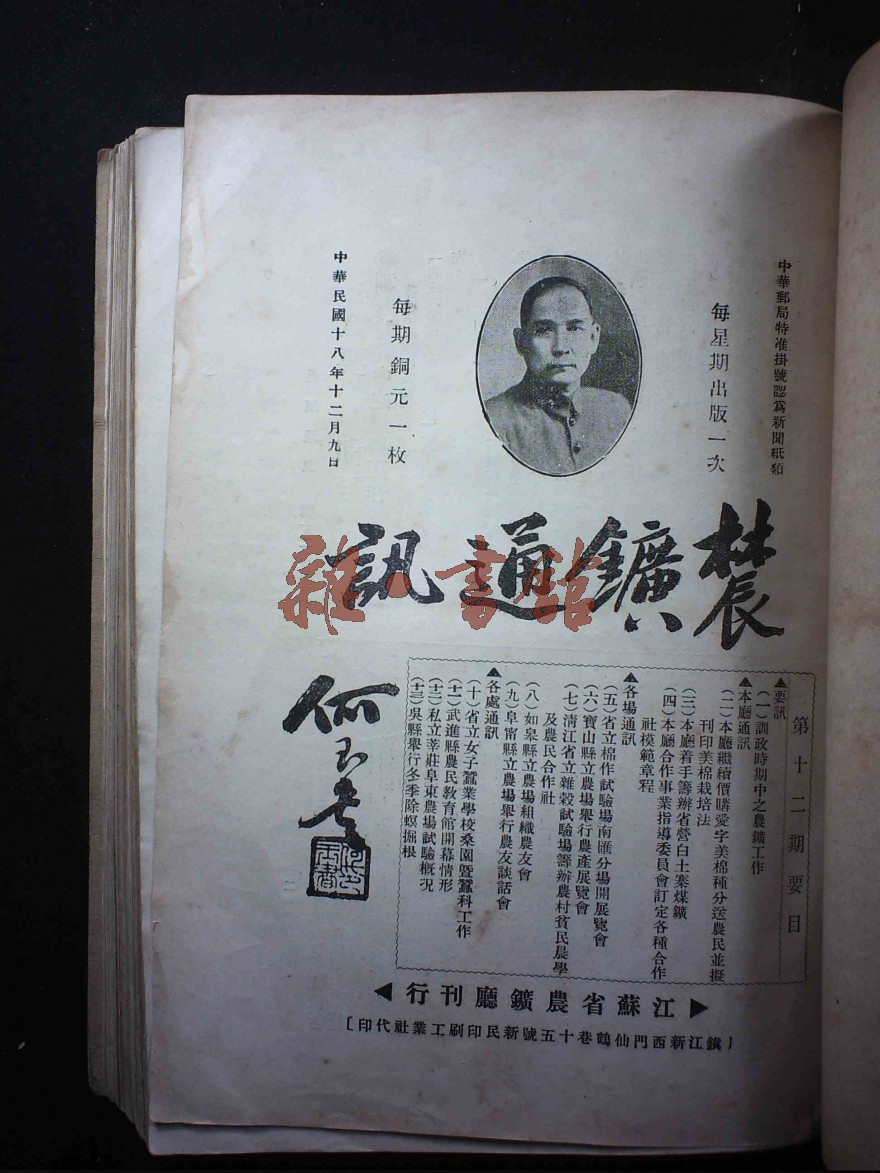 中華郵局特准掛號認爲新聞紙類
每星期出版一次
每期銅元一枚
中華民國十八年十二月九日
農鑛通訊
雜書館
第十二期要目
▲要訊
(一)訓政時期中之農鑛工作
▲本廳通訊
(二)本廳繼續價購愛字美棉種分送農民並擬
刊印美棉栽培法
(三)本廳着手籌辦省營白土寨煤鑛
(四)本廳合作事業指導委員會訂定各種合作
社模範章程
▲各場通訊
(五)省立棉作試驗場南匯分場開展覽會
(六)寶山縣立農場舉行農產展覽會
(七)淸江省立雜穀試驗場籌辦農村貧民晨學
及農民合作社
(八)如皋縣立農場組織農友會
(九)阜甯縣立農場舉行農友談話會
▲各處通訊
(十)省立女子蠶業學校桑園曁蠶科工作
(十一)武進縣農民教育館開幕情形
(十二)私立莘莊阜東農場試驗概况
(十三)吳縣舉行冬季除螟掘根
何玉書
▶江蘇省農鑛廳刊行◀
〔鎭江新西門仙鶴巷十五號新民印刷工業社代印〕